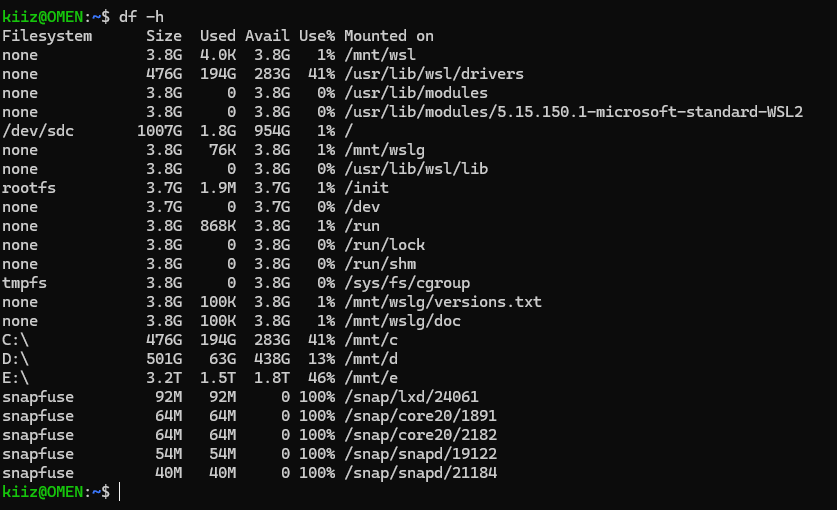 kiiz@OMEN:~$ df -h
Filesystem      Size  Used Avail Use% Mounted on
none            3.8G  4.0K  3.8G   1% /mnt/wsl
none            476G  194G  283G  41% /usr/lib/wsl/drivers
none            3.8G     0  3.8G   0% /usr/lib/modules
none            3.8G     0  3.8G   0% /usr/lib/modules/5.15.150.1-microsoft-standard-WSL2
/dev/sdc       1007G  1.8G  954G   1% /
none            3.8G   76K  3.8G   1% /mnt/wslg
none            3.8G     0  3.8G   0% /usr/lib/wsl/lib
rootfs          3.7G  1.9M  3.7G   1% /init
none            3.7G     0  3.7G   0% /dev
none            3.8G  868K  3.8G   1% /run
none            3.8G     0  3.8G   0% /run/lock
none            3.8G     0  3.8G   0% /run/shm
tmpfs           3.8G     0  3.8G   0% /sys/fs/cgroup
none            3.8G  100K  3.8G   1% /mnt/wslg/versions.txt
none            3.8G  100K  3.8G   1% /mnt/wslg/doc
C:\             476G  194G  283G  41% /mnt/c
D:\             501G   63G  438G  13% /mnt/d
E:\             3.2T  1.5T  1.8T  46% /mnt/e
snapfuse         92M   92M     0 100% /snap/lxd/24061
snapfuse         64M   64M     0 100% /snap/core20/1891
snapfuse         64M   64M     0 100% /snap/core20/2182
snapfuse         54M   54M     0 100% /snap/snapd/19122
snapfuse         40M   40M     0 100% /snap/snapd/21184
kiiz@OMEN:~$